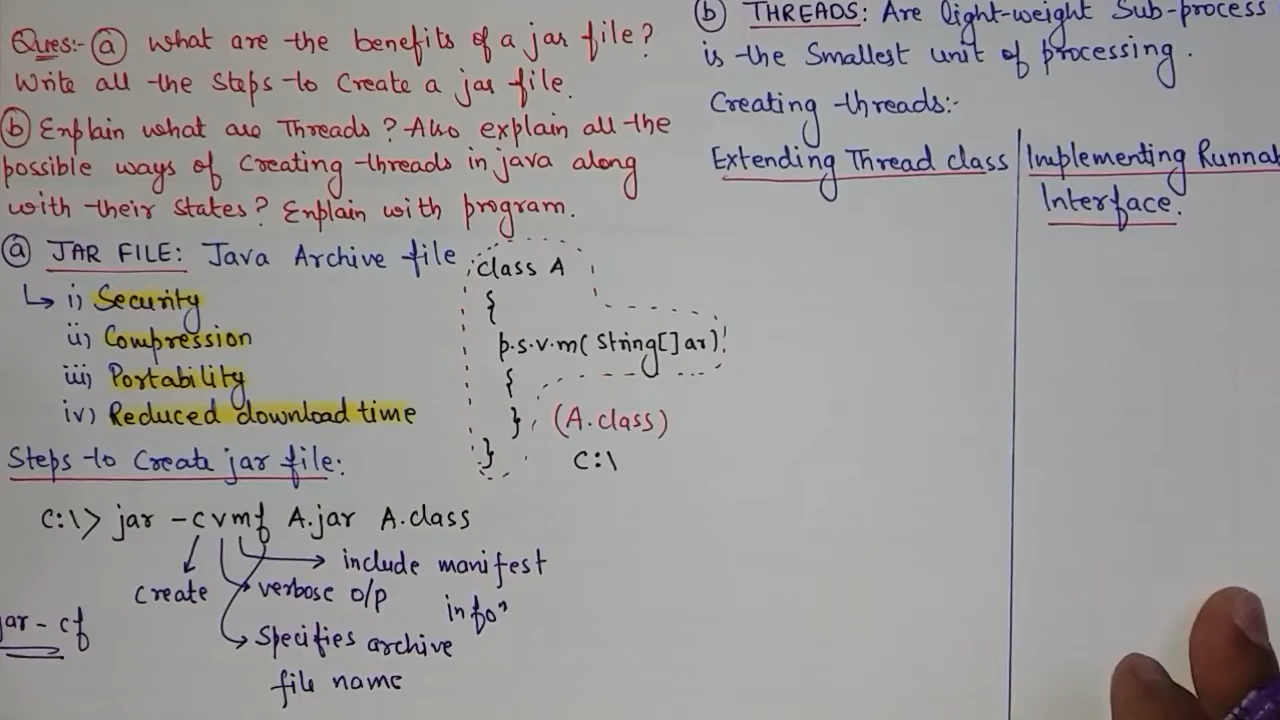 Ques:- (a) What are the benefits of a jar file?
Write all the steps to create a jar file.
(b) Explain what are Threads? Also explain all the
possible ways of creating threads in java along
with their states? Explain with program.
(a) JAR FILE: Java Archive file
↳ i) Security
ii) Compression
iii) Portability
iv) Reduced download time
class A
{
p.s.v.m( String[] ar)
{
}
}
(A.class)
C:\
Steps to Create jar file:
C:\> jar -cvmf A.jar A.class
include manifest
info"
create
verbose o/p
Specifies archive
file name
jar - cf
(b) THREADS: Are light-weight Sub-process
is the Smallest unit of processing.
Creating threads:-
Extending Thread class
Implementing Runnab
Interface.